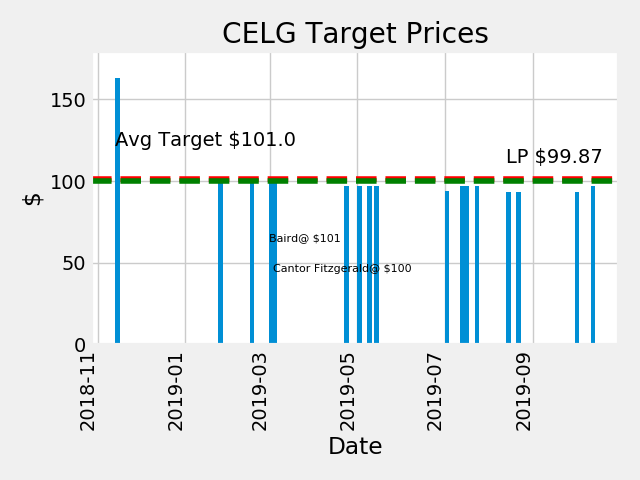 CELG Target Prices
150
Avg Target $101.0
LP $99.87
100
$
Baird@ $101
50
Cantor Fitzgerald@ $100
0
2018-11
2019-01
2019-03
2019-05
2019-07
2019-09
Date